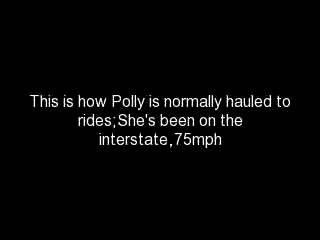 This is how Polly is normally hauled to
rides;She's been on the
interstate,75mph